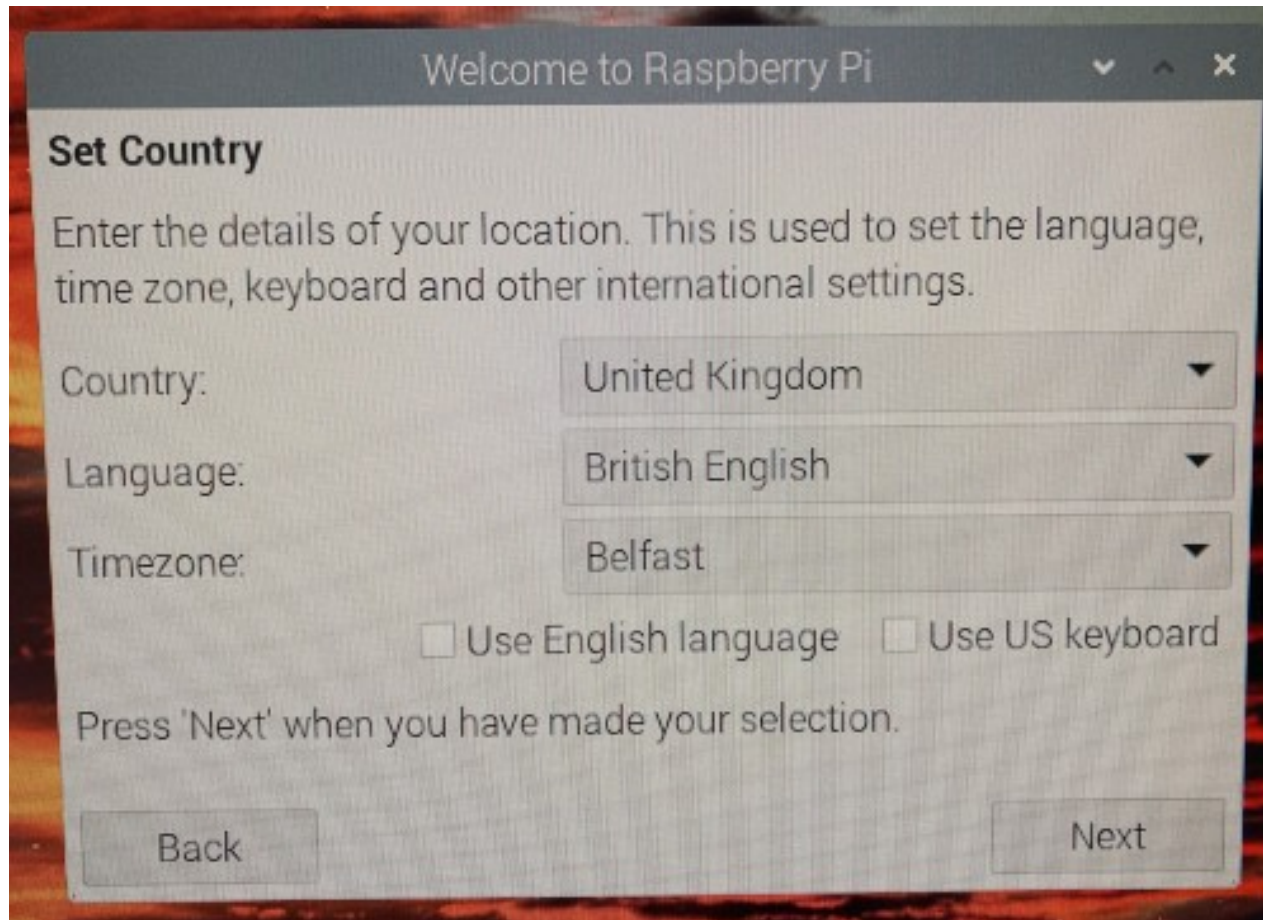 Welcome to Raspberry Pi
Set Country
Enter the details of your location. This is used to set the language,
time zone, keyboard and other international settings.
Country: United Kingdom
Language: British English
Timezone: Belfast
Use English language Use US keyboard
Press 'Next' when you have made your selection.
Back Next